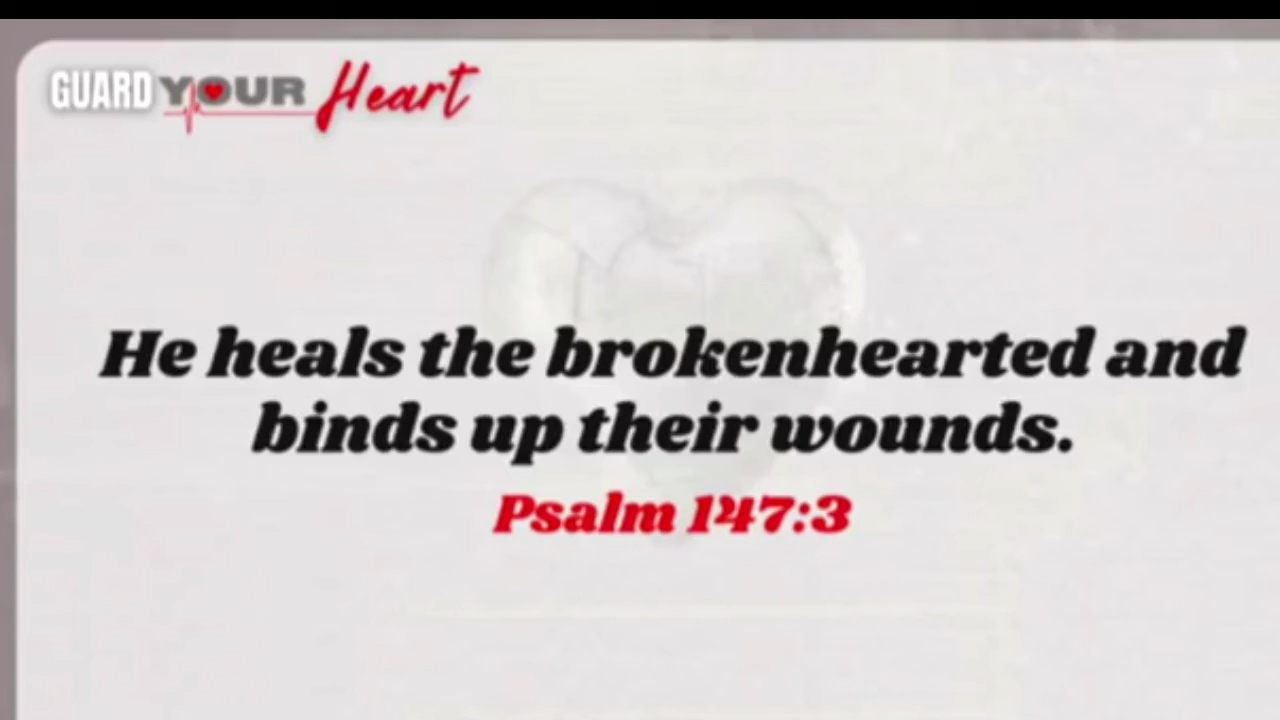 GUARD YOUR Heart
He heals the brokenhearted and
binds up their wounds.
Psalm 147:3